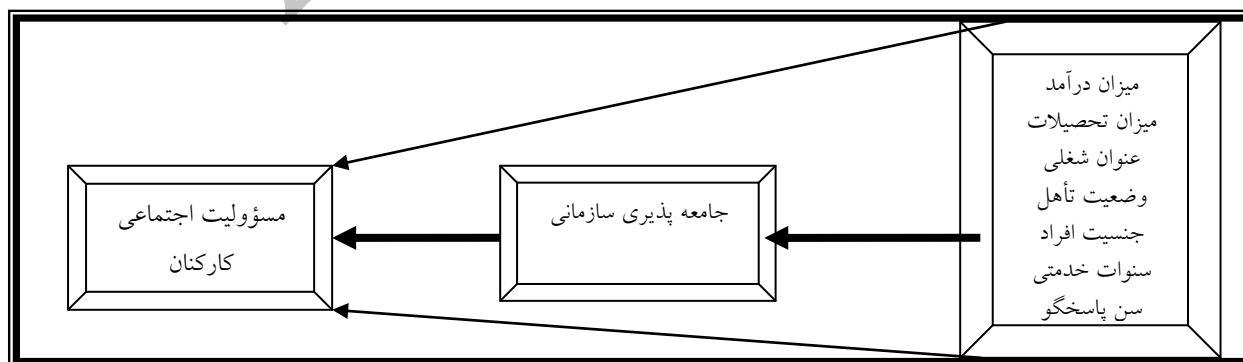 میزان درآمد
میزان تحصیلات
عنوان شغلی
وضعیت تأهل
جنسیت افراد
سنوات خدمتی
سن پاسخگو
جامعه پذیری سازمانی
مسؤولیت اجتماعی
کارکنان